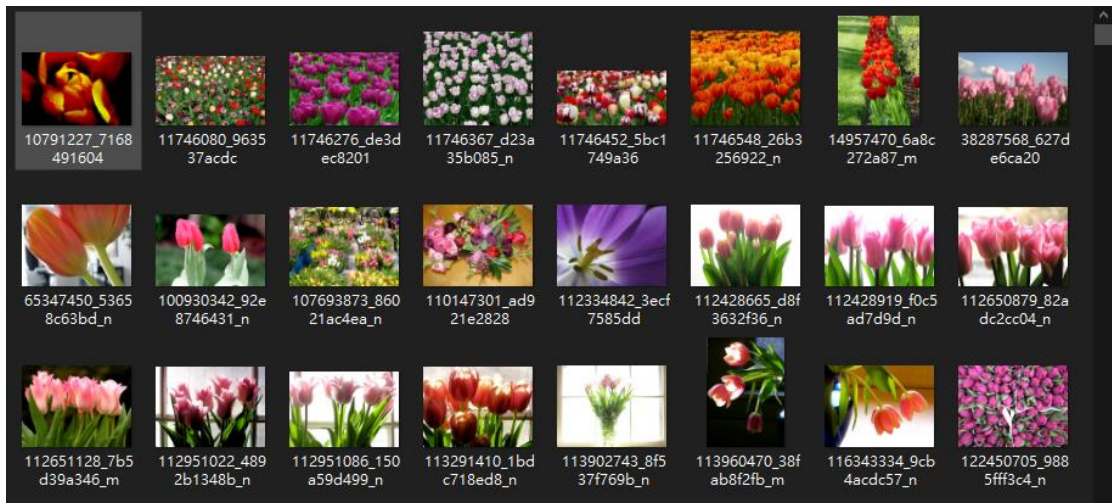 10791227_7168
491604
11746080_9635
37acdc
11746276_de3d
ec8201
11746367_d23a
35b085_n
11746452_5bc1
749a36
11746548_26b3
256922_n
14957470_6a8c
272a87_m
38287568_627d
e6ca20
65347450_5365
8c63bd_n
100930342_92e
8746431_n
107693873_860
21ac4ea_n
110147301_ad9
21e2828
112334842_3ecf
7585dd
112428665_d8f
3632f36_n
112428919_f0c5
ad7d9d_n
112650879_82a
dc2cc04_n
112651128_7b5
d39a346_m
112951022_489
2b1348b_n
112951086_150
a59d499_n
113291410_1bd
c718ed8_n
113902743_8f5
37f769b_n
113960470_38f
ab8f2fb_m
116343334_9cb
4acdc57_n
122450705_988
5fff3c4_n